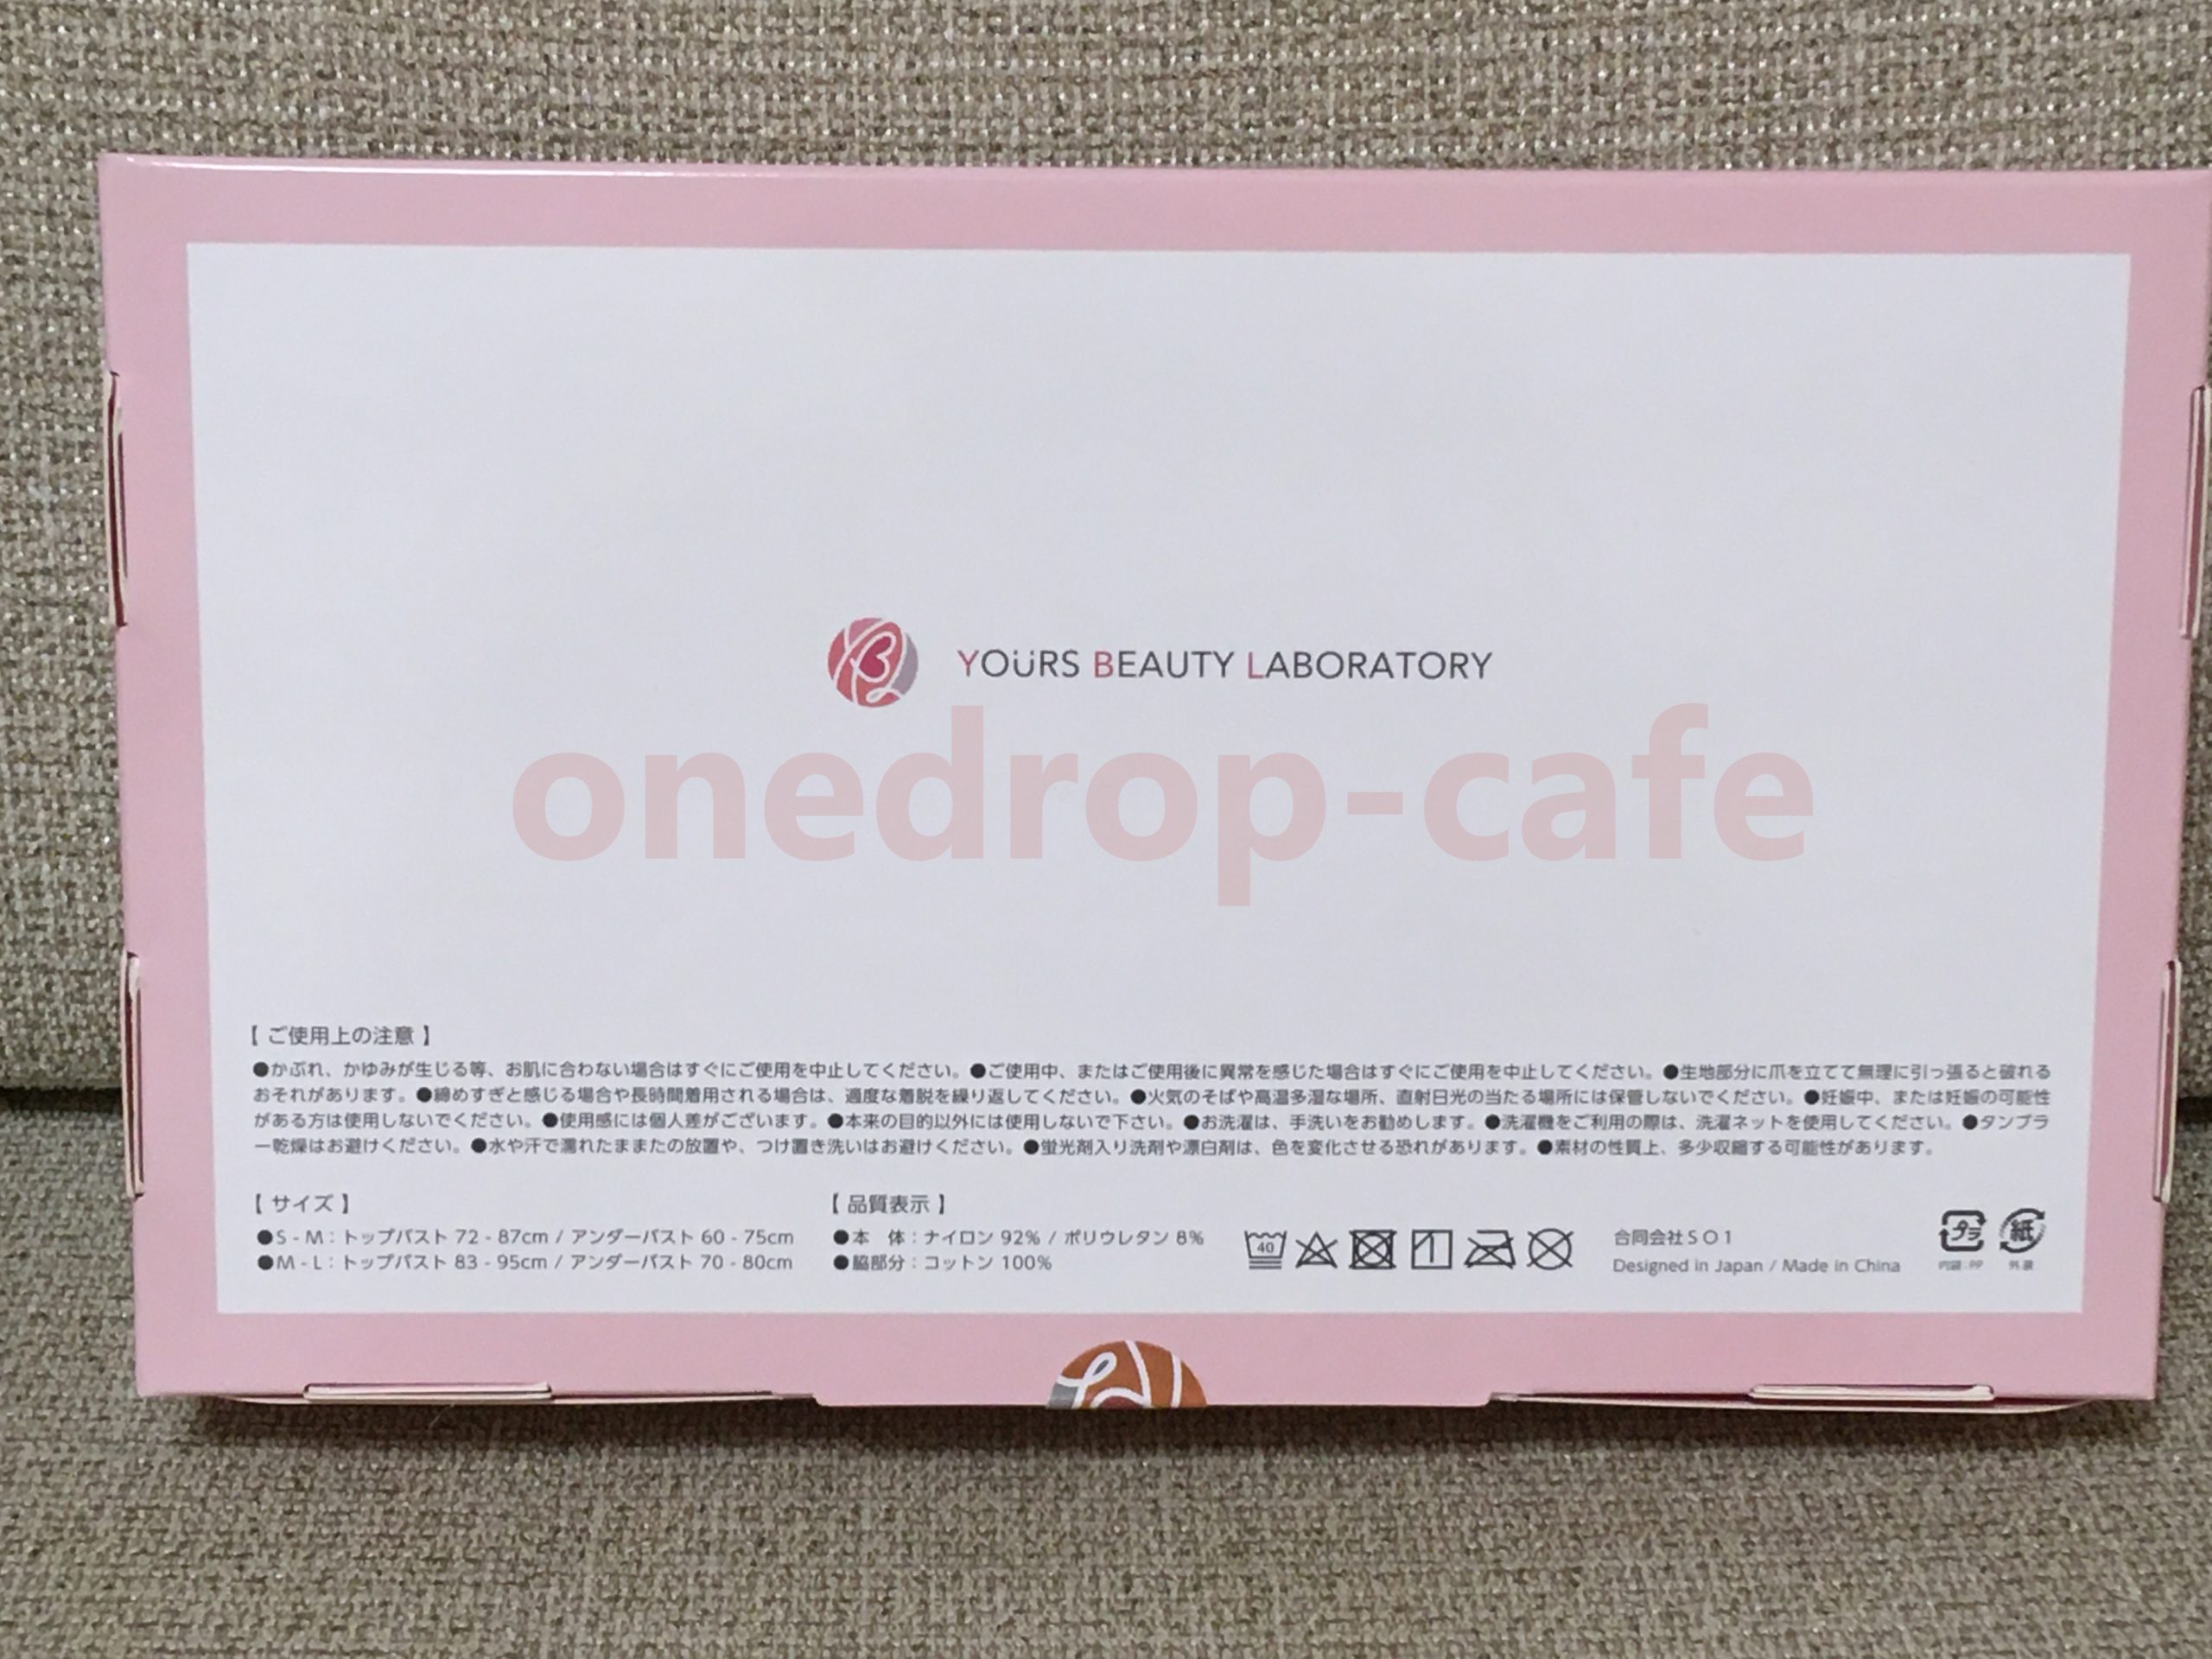 YOüRS BEAUTY LABORATORY
onedrop-cafe
【 ご使用上の注意 】
●かぶれ、かゆみが生じる等、お肌に合わない場合はすぐにご使用を中止してください。●ご使用中、またはご使用後に異常を感じた場合はすぐにご使用を中止してください。●生地部分に爪を立てて無理に引っ張ると破れる
おそれがあります。●締めすぎと感じる場合や長時間着用される場合は、適度な着脱を繰り返してください。●火気のそばや高温多湿な場所、直射日光の当たる場所には保管しないでください。●妊娠中、または妊娠の可能性
がある方は使用しないでください。●使用感には個人差がございます。●本来の目的以外には使用しないで下さい。●お洗濯は、手洗いをお勧めします。●洗濯機をご利用の際は、洗濯ネットを使用してください。●タンブラ
ー乾燥はお避けください。●水や汗で濡れたままたの放置や、つけ置き洗いはお避けください。●蛍光剤入り洗剤や漂白剤は、色を変化させる恐れがあります。●素材の性質上、多少収縮する可能性があります。
【 サイズ 】
●S - M：トップバスト 72 - 87cm / アンダーバスト 60 - 75cm
●M - L：トップバスト 83 - 95cm / アンダーバスト 70 - 80cm
【 品質表示 】
●本　体：ナイロン 92% / ポリウレタン 8%
●脇部分：コットン 100%
40
合同会社ＳＯ１
Designed in Japan / Made in China
プラ
内袋：PP
紙
外装